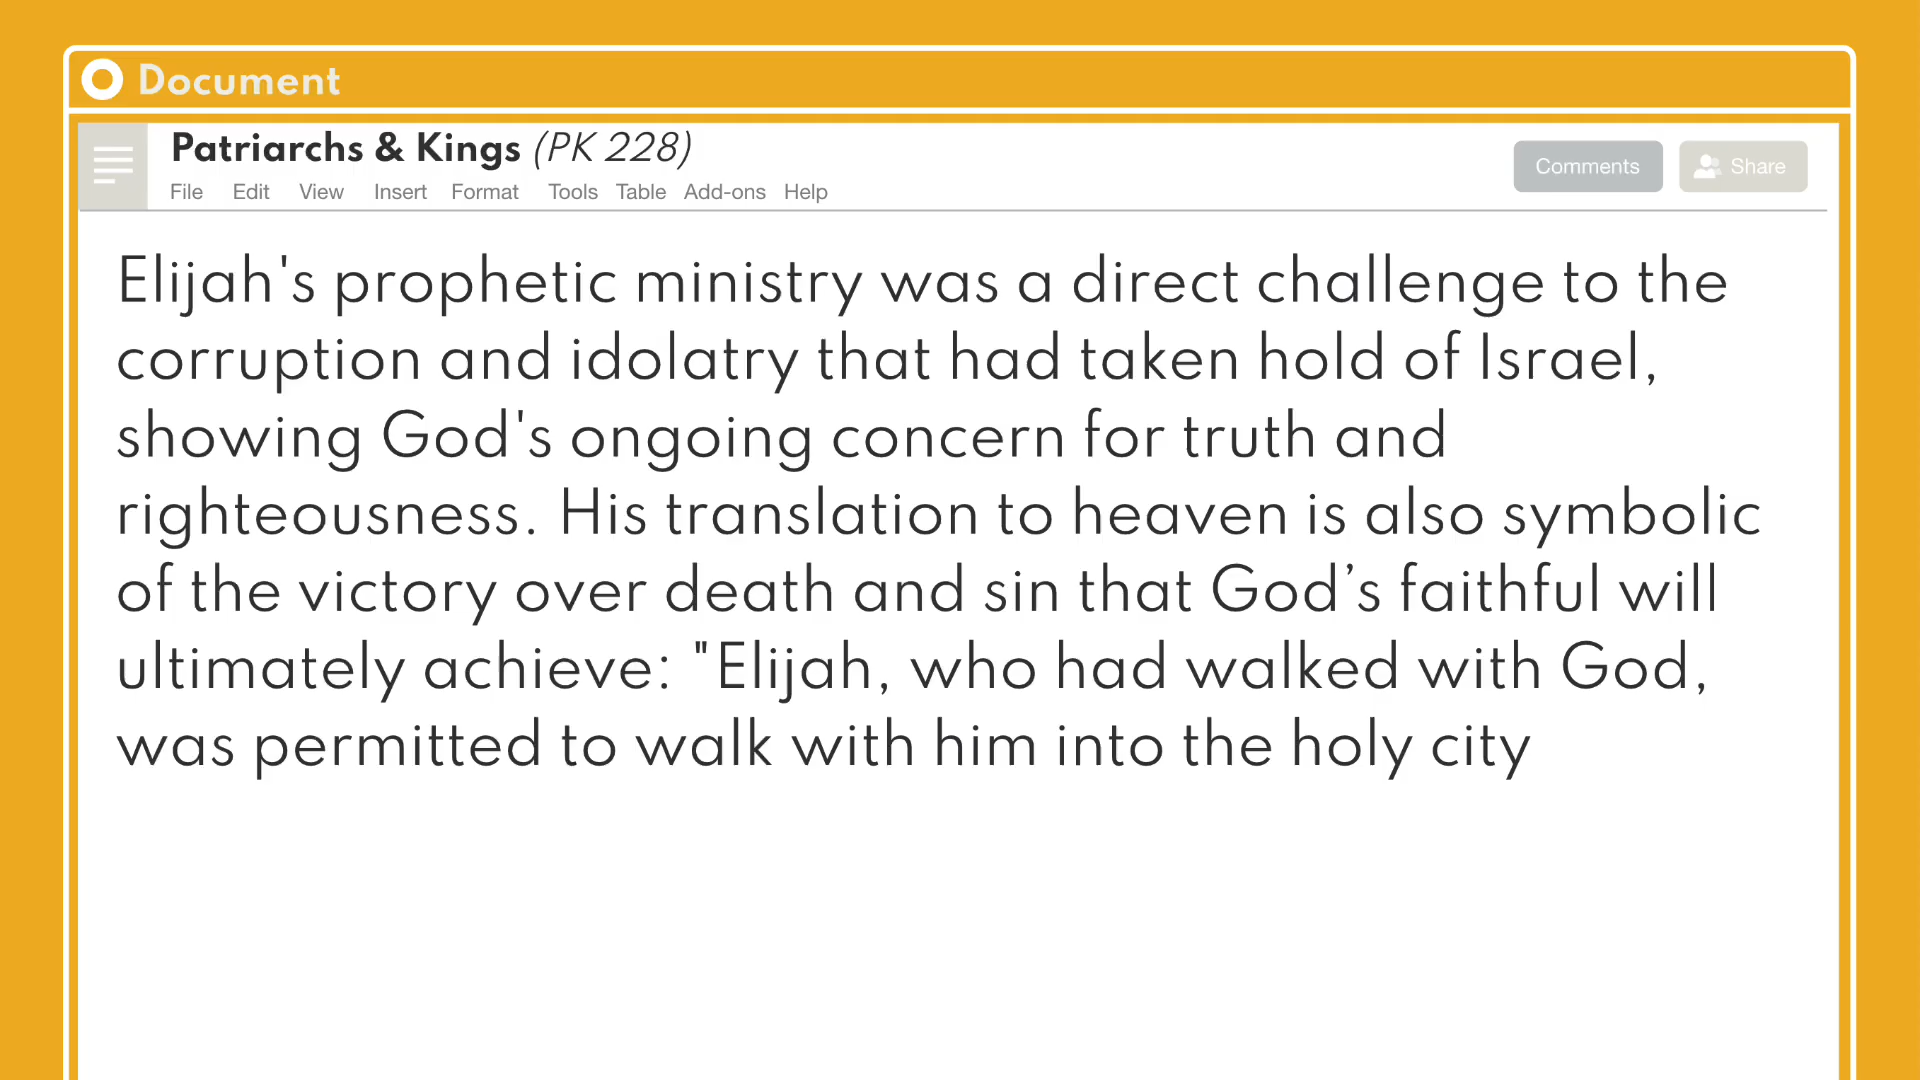 Document
Patriarchs & Kings (PK 228)
File Edit View Insert Format Tools Table Add-ons Help
Comments
Share
Elijah's prophetic ministry was a direct challenge to the
corruption and idolatry that had taken hold of Israel,
showing God's ongoing concern for truth and
righteousness. His translation to heaven is also symbolic
of the victory over death and sin that God’s faithful will
ultimately achieve: "Elijah, who had walked with God,
was permitted to walk with him into the holy city